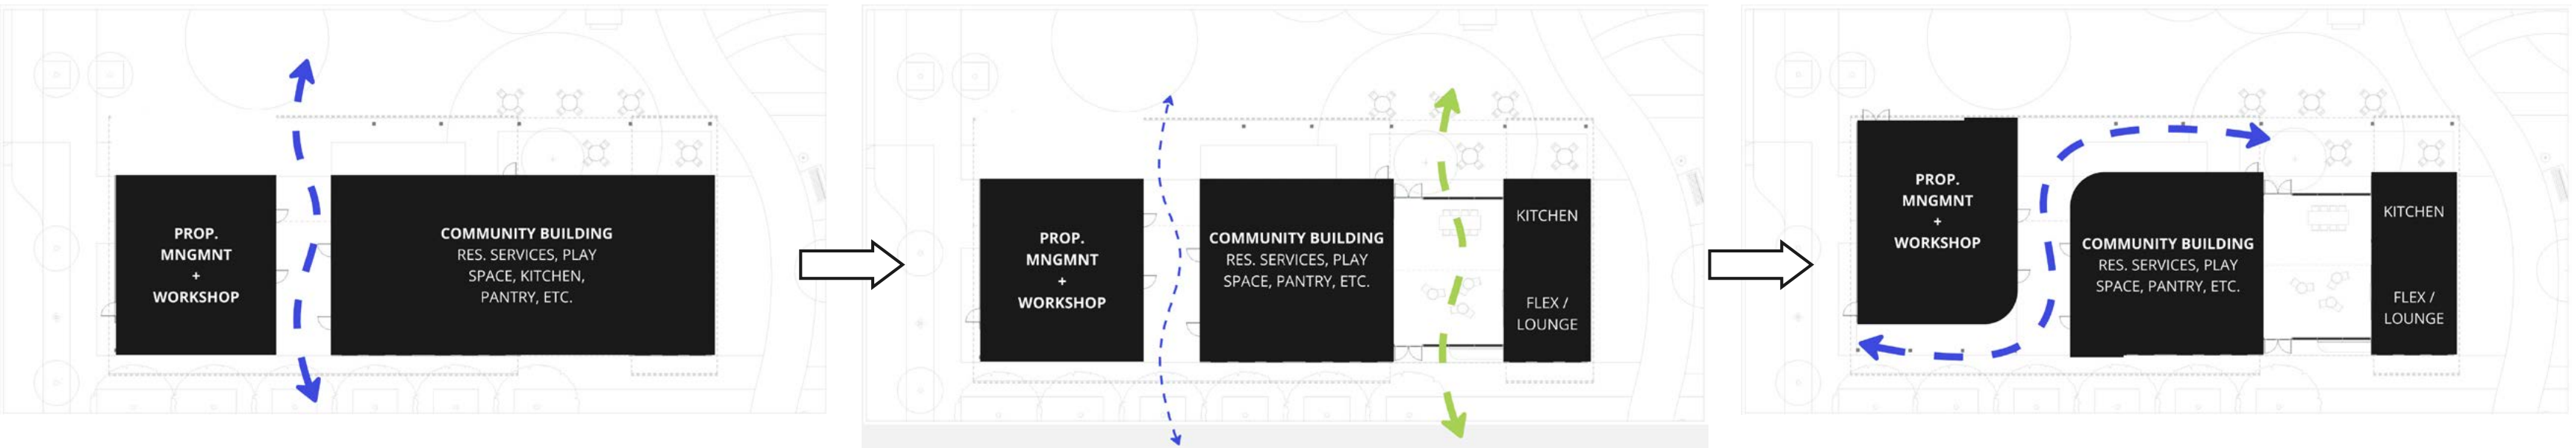 PROP.
MNGMNT
+
WORKSHOP
COMMUNITY BUILDING
RES. SERVICES, PLAY
SPACE, KITCHEN,
PANTRY, ETC.
PROP.
MNGMNT
+
WORKSHOP
COMMUNITY BUILDING
RES. SERVICES, PLAY
SPACE, PANTRY, ETC.
KITCHEN
FLEX /
LOUNGE
PROP.
MNGMNT
+
WORKSHOP
COMMUNITY BUILDING
RES. SERVICES, PLAY
SPACE, PANTRY, ETC.
KITCHEN
FLEX /
LOUNGE